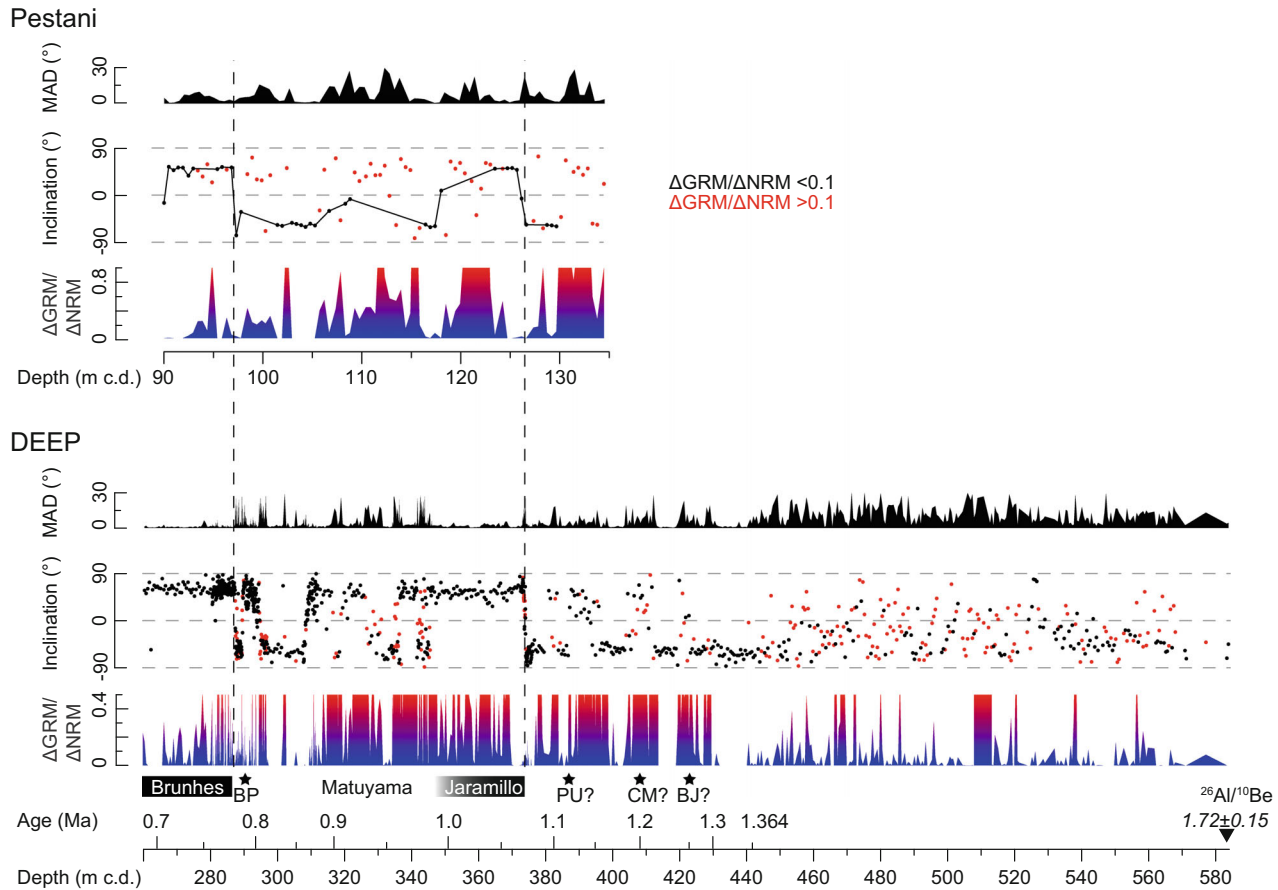 Pestani
MAD (°)
30
0
Inclination (°)
90
0
-90
ΔGRM/ΔNRM <0.1
ΔGRM/ΔNRM >0.1
ΔGRM/
ΔNRM
0.8
0
Depth (m c.d.) 90 100 110 120 130
DEEP
MAD (°)
30
0
Inclination (°)
90
0
-90
ΔGRM/
ΔNRM
0.4
0
Brunhes BP Matuyama Jaramillo PU? CM? BJ?
26Al/10Be
1.72±0.15
Age (Ma) 0.7 0.8 0.9 1.0 1.1 1.2 1.3 1.364
Depth (m c.d.) 280 300 320 340 360 380 400 420 440 460 480 500 520 540 560 580